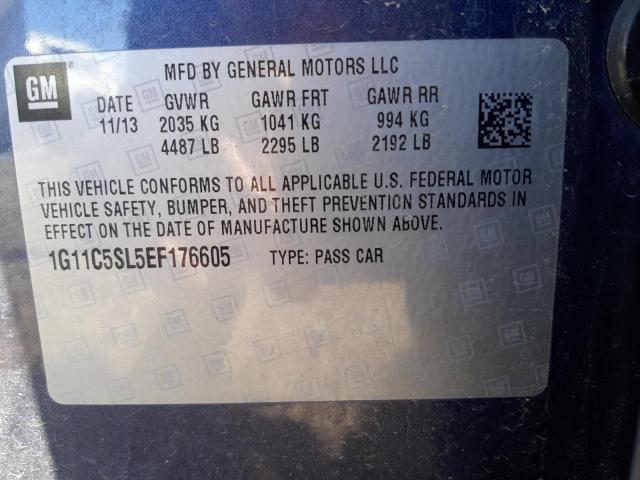 GM
MFD BY GENERAL MOTORS LLC
DATE GVWR GAWR FRT GAWR RR
11/13 2035 KG 1041 KG 994 KG
4487 LB 2295 LB 2192 LB
THIS VEHICLE CONFORMS TO ALL APPLICABLE U.S. FEDERAL MOTOR
VEHICLE SAFETY, BUMPER, AND THEFT PREVENTION STANDARDS IN
EFFECT ON THE DATE OF MANUFACTURE SHOWN ABOVE.
1G11C5SL5EF176605 TYPE: PASS CAR